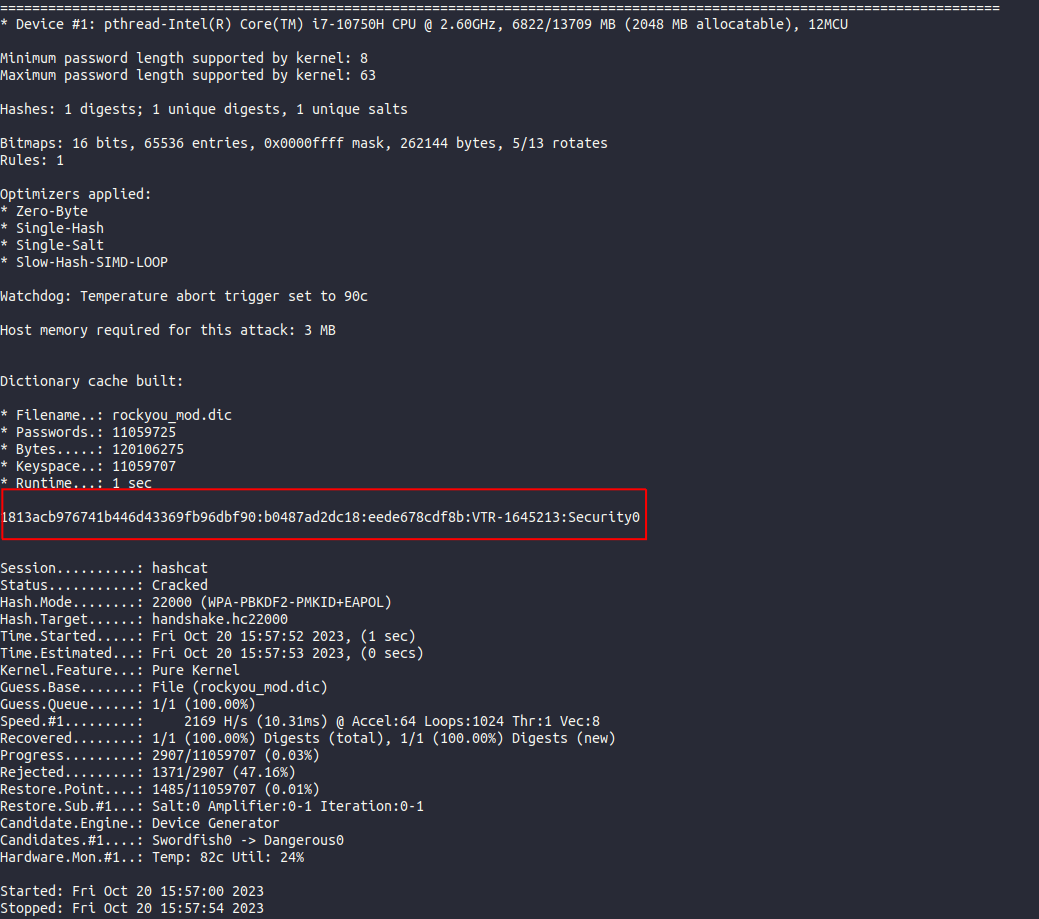 =============================================================================================================================
* Device #1: pthread-Intel(R) Core(TM) i7-10750H CPU @ 2.60GHz, 6822/13709 MB (2048 MB allocatable), 12MCU
Minimum password length supported by kernel: 8
Maximum password length supported by kernel: 63
Hashes: 1 digests; 1 unique digests, 1 unique salts
Bitmaps: 16 bits, 65536 entries, 0x0000ffff mask, 262144 bytes, 5/13 rotates
Rules: 1
Optimizers applied:
* Zero-Byte
* Single-Hash
* Single-Salt
* Slow-Hash-SIMD-LOOP
Watchdog: Temperature abort trigger set to 90c
Host memory required for this attack: 3 MB
Dictionary cache built:
* Filename..: rockyou_mod.dic
* Passwords.: 11059725
* Bytes.....: 120106275
* Keyspace..: 11059707
* Runtime...: 1 sec
1813acb976741b446d43369fb96dbf90:b0487ad2dc18:eede678cdf8b:VTR-1645213:Security0
Session..........: hashcat
Status...........: Cracked
Hash.Mode........: 22000 (WPA-PBKDF2-PMKID+EAPOL)
Hash.Target......: handshake.hc22000
Time.Started.....: Fri Oct 20 15:57:52 2023, (1 sec)
Time.Estimated...: Fri Oct 20 15:57:53 2023, (0 secs)
Kernel.Feature...: Pure Kernel
Guess.Base.......: File (rockyou_mod.dic)
Guess.Queue......: 1/1 (100.00%)
Speed.#1.........:     2169 H/s (10.31ms) @ Accel:64 Loops:1024 Thr:1 Vec:8
Recovered........: 1/1 (100.00%) Digests (total), 1/1 (100.00%) Digests (new)
Progress.........: 2907/11059707 (0.03%)
Rejected.........: 1371/2907 (47.16%)
Restore.Point....: 1485/11059707 (0.01%)
Restore.Sub.#1...: Salt:0 Amplifier:0-1 Iteration:0-1
Candidate.Engine.: Device Generator
Candidates.#1....: Swordfish0 -> Dangerous0
Hardware.Mon.#1..: Temp: 82c Util: 24%
Started: Fri Oct 20 15:57:00 2023
Stopped: Fri Oct 20 15:57:54 2023